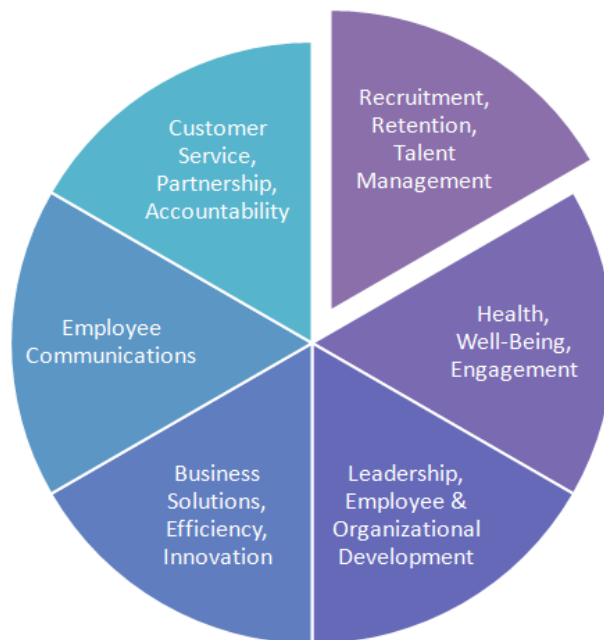 Recruitment,
Retention,
Talent
Management
Health,
Well-Being,
Engagement
Leadership,
Employee &
Organizational
Development
Business
Solutions,
Efficiency,
Innovation
Employee
Communications
Customer
Service,
Partnership,
Accountability